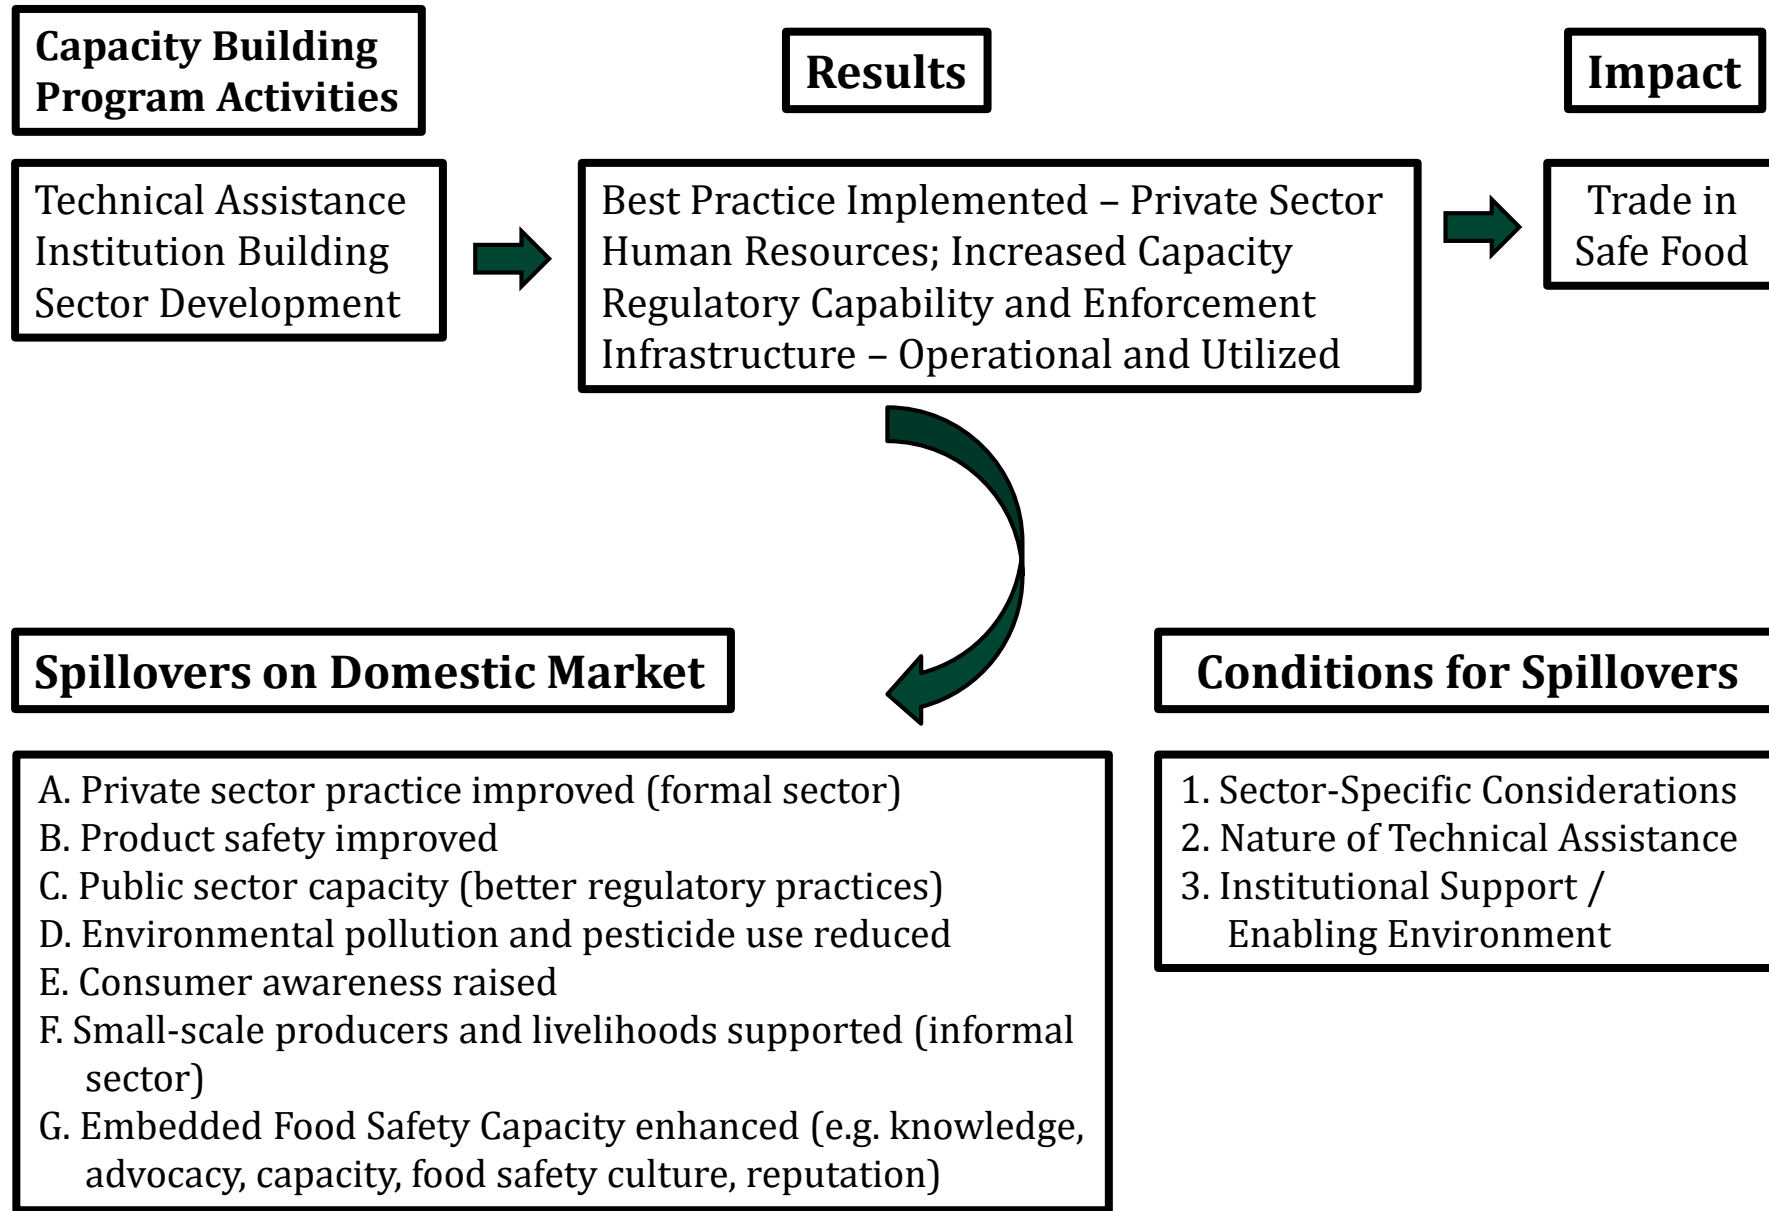 Capacity Building
Program Activities
Results
Impact
Technical Assistance
Institution Building
Sector Development
Best Practice Implemented – Private Sector
Human Resources; Increased Capacity
Regulatory Capability and Enforcement
Infrastructure – Operational and Utilized
Trade in
Safe Food
Spillovers on Domestic Market
Conditions for Spillovers
A. Private sector practice improved (formal sector)
B. Product safety improved
C. Public sector capacity (better regulatory practices)
D. Environmental pollution and pesticide use reduced
E. Consumer awareness raised
F. Small-scale producers and livelihoods supported (informal
sector)
G. Embedded Food Safety Capacity enhanced (e.g. knowledge,
advocacy, capacity, food safety culture, reputation)
1. Sector-Specific Considerations
2. Nature of Technical Assistance
3. Institutional Support /
Enabling Environment